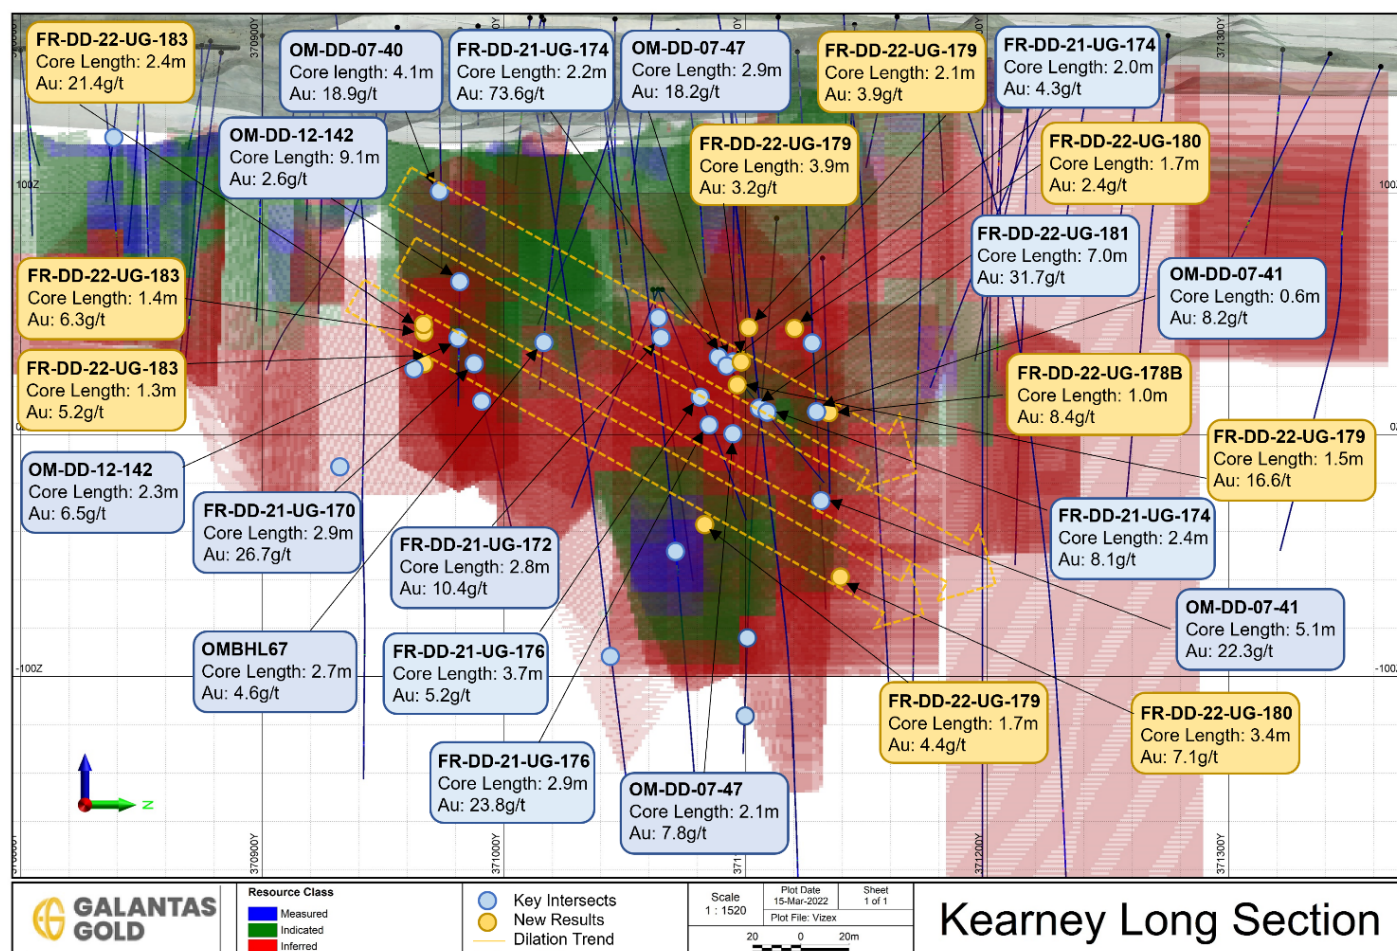 FR-DD-22-UG-183
Core Length: 2.4m
Au: 21.4g/t
OM-DD-07-40
Core length: 4.1m
Au: 18.9g/t
FR-DD-21-UG-174
Core Length: 2.2m
Au: 73.6g/t
OM-DD-07-47
Core Length: 2.9m
Au: 18.2g/t
FR-DD-22-UG-179
Core Length: 2.1m
Au: 3.9g/t
FR-DD-21-UG-174
Core Length: 2.0m
Au: 4.3g/t
370900Y
371300Y
OM-DD-12-142
Core Length: 9.1m
Au: 2.6g/t
FR-DD-22-UG-179
Core Length: 3.9m
Au: 3.2g/t
FR-DD-22-UG-180
Core Length: 1.7m
Au: 2.4g/t
100Z
100Z
FR-DD-22-UG-181
Core Length: 7.0m
Au: 31.7g/t
FR-DD-22-UG-183
Core Length: 1.4m
Au: 6.3g/t
OM-DD-07-41
Core Length: 0.6m
Au: 8.2g/t
FR-DD-22-UG-183
Core Length: 1.3m
Au: 5.2g/t
FR-DD-22-UG-178B
Core Length: 1.0m
Au: 8.4g/t
FR-DD-22-UG-179
Core Length: 1.5m
Au: 16.6g/t
OM-DD-12-142
Core Length: 2.3m
Au: 6.5g/t
FR-DD-21-UG-170
Core Length: 2.9m
Au: 26.7g/t
FR-DD-21-UG-172
Core Length: 2.8m
Au: 10.4g/t
FR-DD-21-UG-174
Core Length: 2.4m
Au: 8.1g/t
OM-DD-07-41
Core Length: 5.1m
Au: 22.3g/t
OMBHL67
Core Length: 2.7m
Au: 4.6g/t
FR-DD-21-UG-176
Core Length: 3.7m
Au: 5.2g/t
-100Z
-100Z
FR-DD-22-UG-179
Core Length: 1.7m
Au: 4.4g/t
FR-DD-22-UG-180
Core Length: 3.4m
Au: 7.1g/t
FR-DD-21-UG-176
Core Length: 2.9m
Au: 23.8g/t
OM-DD-07-47
Core Length: 2.1m
Au: 7.8g/t
N
370900Y
371000Y
371200Y
371300Y
GALANTAS
GOLD
Resource Class
Measured
Indicated
Inferred
Key Intersects
New Results
Dilation Trend
Scale
1 : 1520
Plot Date
15-Mar-2022
Sheet
1 of 1
Plot File: Vizex
20 0 20m
Kearney Long Section